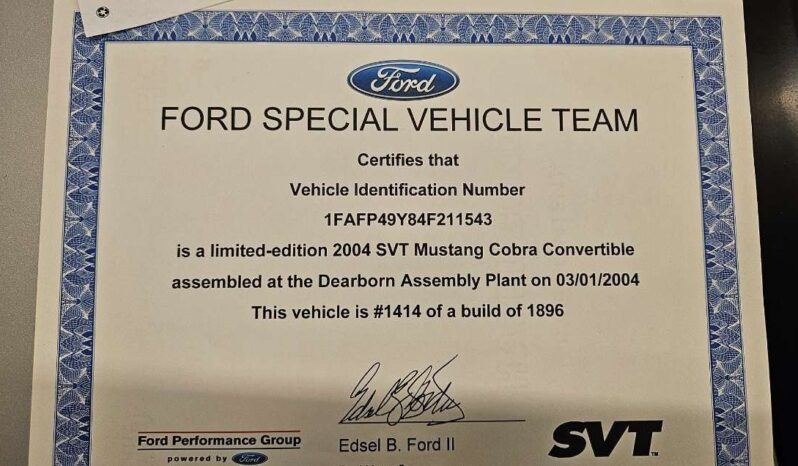 Ford
FORD SPECIAL VEHICLE TEAM
Certifies that
Vehicle Identification Number
1FAFP49Y84F211543
is a limited-edition 2004 SVT Mustang Cobra Convertible
assembled at the Dearborn Assembly Plant on 03/01/2004
This vehicle is #1414 of a build of 1896
Ford Performance Group
powered by Ford
Edsel B. Ford II
SVT